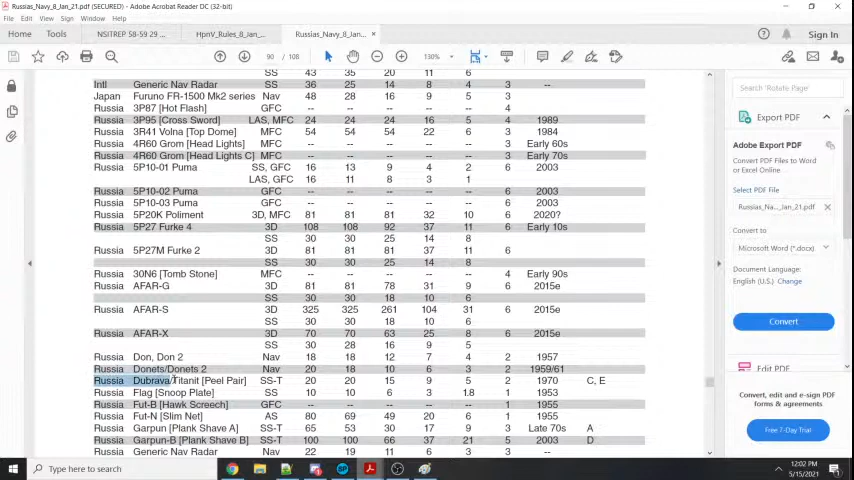 Russias_Navy_8_Jan_21.pdf (SECURED) - Adobe Acrobat Reader DC (32-bit)
File Edit View Sign Window Help
Home Tools NSITREP 58-59 29 ... HpnV_Rules_8_Jan_... Russias_Navy_8_Jan... × Sign In
90 / 108 130%
SS 43 35 20 11 6
Intl Generic Nav Radar SS 36 25 14 8 4 3 --
Japan Furuno FR-1500 Mk2 series Nav 48 28 16 9 5 3
Russia 3P87 [Hot Flash] GFC 4
Russia 3P95 [Cross Sword] LAS, MFC 24 24 24 16 5 4 1989
Russia 3R41 Volna [Top Dome] MFC 54 54 54 22 6 3 1984
Russia 4R60 Grom [Head Lights] MFC -- -- -- -- -- 3 Early 60s
Russia 4R60 Grom [Head Lights C] MFC -- -- -- -- -- 3 Early 70s
Russia 5P10-01 Puma SS, GFC 16 13 9 4 2 6 2003
LAS, GFC 16 11 8 3 1
Russia 5P10-02 Puma GFC -- -- -- -- -- 6 2003
Russia 5P10-03 Puma GFC -- -- -- -- -- 6 2003
Russia 5P20K Poliment 3D, MFC 81 81 81 32 10 6 2020?
Russia 5P27 Furke 4 3D 108 108 92 37 11 6 Early 10s
SS 30 30 25 14 8
Russia 5P27M Furke 2 3D 81 81 81 37 11 6
SS 30 30 25 14 8
Russia 30N6 [Tomb Stone] MFC -- -- -- -- -- 4 Early 90s
Russia AFAR-G 3D 81 81 78 31 9 6 2015e
SS 30 30 18 10 6
Russia AFAR-S 3D 325 325 261 104 31 6 2015e
SS 30 30 18 10 6
Russia AFAR-X 3D 70 70 63 25 8 6 2015e
SS 30 28 16 9 5
Russia Don, Don 2 Nav 18 18 12 7 4 2 1957
Russia Donets/Donets 2 Nav 20 18 10 6 3 2 1959/61
Russia Dubrava/Titanit [Peel Pair] SS-T 20 20 15 9 5 2 1970 C, E
Russia Flag [Snoop Plate] SS 10 10 6 3 1.8 1 1953
Russia Fut-B [Hawk Screech] GFC -- -- -- -- -- 1 1955
Russia Fut-N [Slim Net] AS 80 69 49 20 6 1 1955
Russia Garpun [Plank Shave A] SS-T 65 53 30 17 9 3 Late 70s A
Russia Garpun-B [Plank Shave B] SS-T 100 100 66 37 21 5 2003 D
Russia Generic Nav Radar Nav 22 19 11 6 3 3 --
Search 'Rotate Page'
Export PDF
Adobe Export PDF
Convert PDF Files to Word
or Excel Online
Select PDF File
Russias_Na..._Jan_21.pdf ×
Convert to
Microsoft Word (*.docx)
Document Language:
English (U.S.) Change
Convert
Edit PDF
Convert, edit and e-sign PDF
forms & agreements
Free 7-Day Trial
Type here to search
12:02 PM
5/15/2021